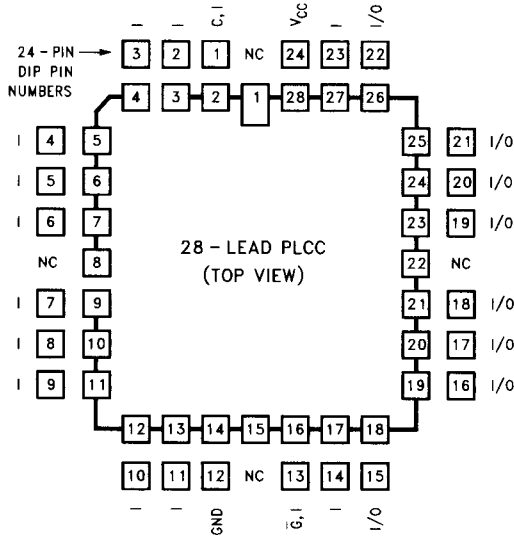 I I C, I VCC I I/O
24 - PIN 3 2 1 NC 24 23 22
DIP PIN
NUMBERS
4 3 2 1 28 27 26
I 4 5 25 21 I/O
I 5 6 24 20 I/O
I 6 7 23 19 I/O
28 - LEAD PLCC
NC 8 22 NC
(TOP VIEW)
I 7 9 21 18 I/O
I 8 10 20 17 I/O
I 9 11 19 16 I/O
12 13 14 15 16 17 18
10 11 12 NC 13 14 15
I I GND G̅, I I I/O